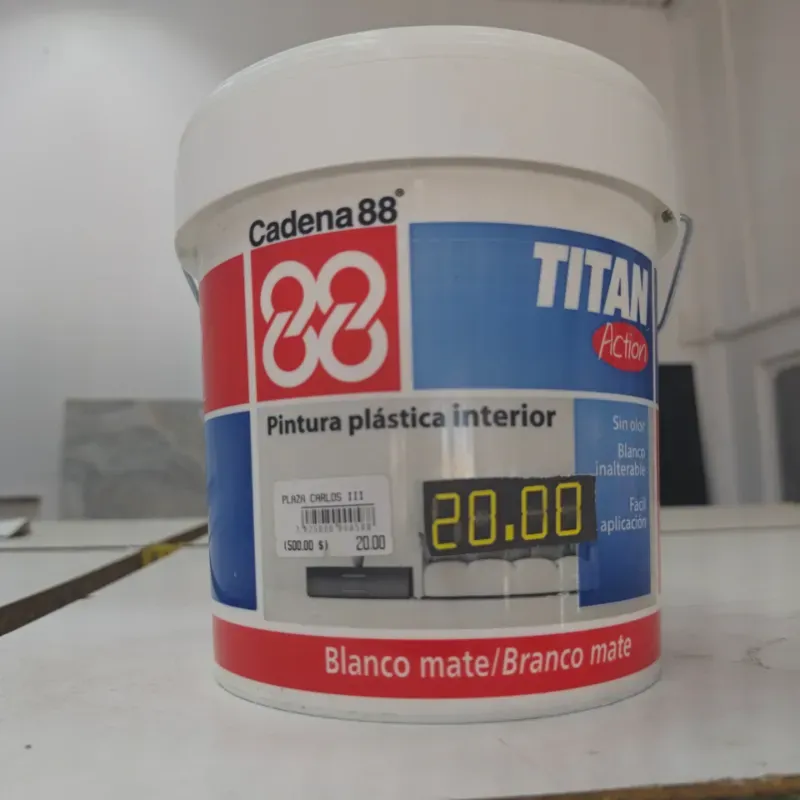 Cadena 88
TITAN
Action
Pintura plástica interior
Sin olor
Blanco
inalterable
Fácil
aplicación
PLAZA CARLOS III
(500.00 $) 20.00
20.00
Blanco mate/Branco mate